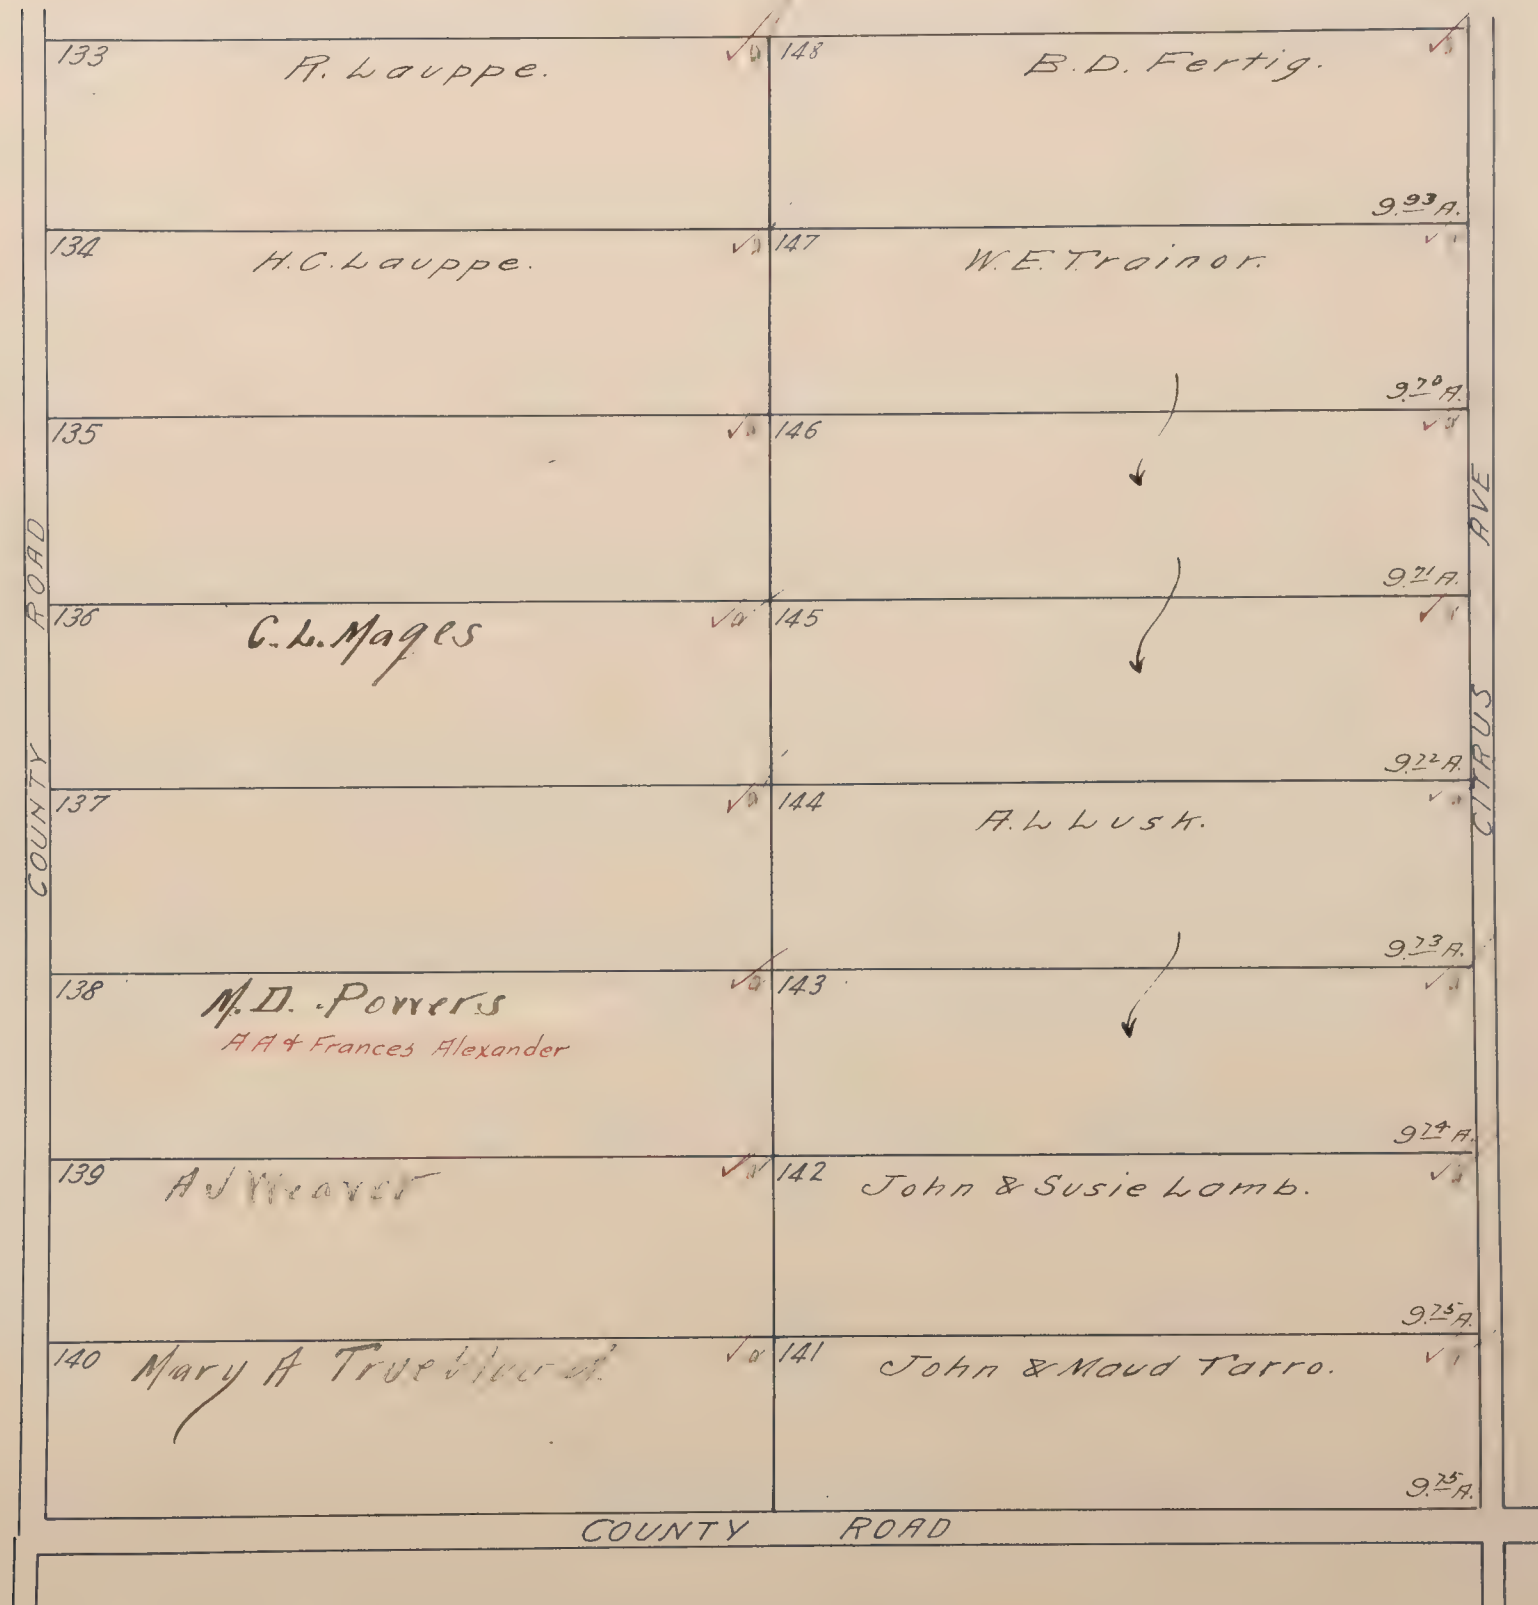 133 R. Lauppe. 148 B. D. Fertig.
9.93 A.
134 H. C. Lauppe. 147 W. E. Trainor.
9.70 A.
135 146
9.71 A.
136 C. L. Mages 145
9.72 A.
137 144 A. L Lusk.
9.73 A.
138 M. D. Powers 143
A A & Frances Alexander
9.74 A.
139 A J Weaver 142 John & Susie Lamb.
9.75 A.
140 Mary A 141 John & Maud Tarro.
9.75 A.
COUNTY ROAD
CITRUS AVE
COUNTY ROAD